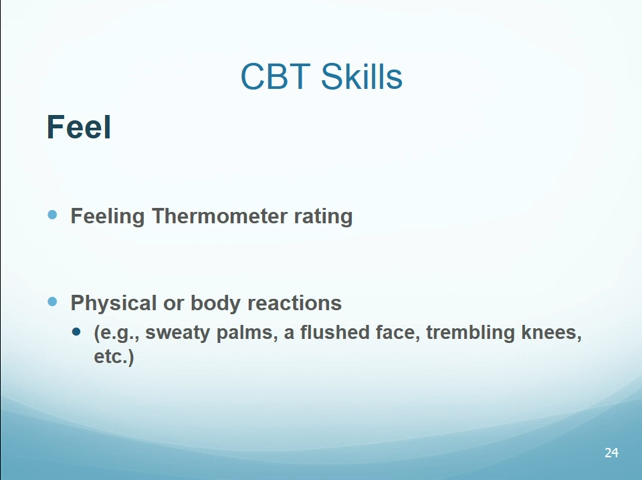 CBT Skills
Feel
Feeling Thermometer rating
Physical or body reactions
(e.g., sweaty palms, a flushed face, trembling knees,
etc.)
24